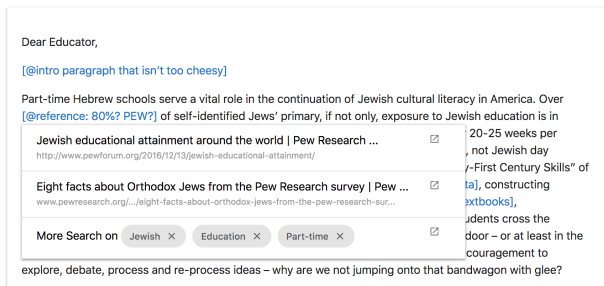 Dear Educator,
[@intro paragraph that isn't too cheesy]
Part-time Hebrew schools serve a vital role in the continuation of Jewish cultural literacy in America. Over
[@reference: 80%? PEW?] of self-identified Jews' primary, if not only, exposure to Jewish education is in
20-25 weeks per
Jewish educational attainment around the world | Pew Research ...
, not Jewish day
http://www.pewforum.org/2016/12/13/jewish-educational-attainment/
y-First Century Skills" of
Eight facts about Orthodox Jews from the Pew Research survey | Pew ...
ta], constructing
www.pewresearch.org/.../eight-facts-about-orthodox-jews-from-the-pew-research-sur...
extbooks],
udents cross the
More Search on Jewish × Education × Part-time ×
door – or at least in the
couragement to
explore, debate, process and re-process ideas – why are we not jumping onto that bandwagon with glee?